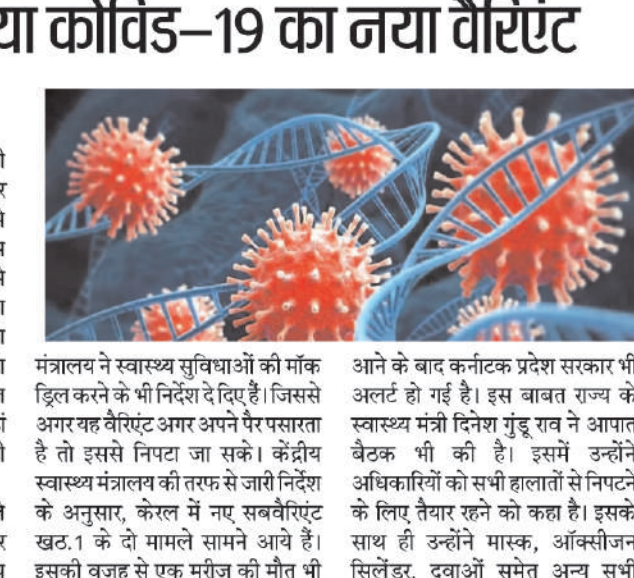 या कोविड–19 का नया वैरिएंट
मंत्रालय ने स्वास्थ्य सुविधाओं की मॉक
ड्रिल करने के भी निर्देश दे दिए हैं। जिससे
अगर यह वैरिएंट अगर अपने पैर पसारता
है तो इससे निपटा जा सके। केंद्रीय
स्वास्थ्य मंत्रालय की तरफ से जारी निर्देश
के अनुसार, केरल में नए सबवैरिएंट
खठ.1 के दो मामले सामने आये हैं।
इसकी वजह से एक मरीज की मौत भी
आने के बाद कर्नाटक प्रदेश सरकार भी
अलर्ट हो गई है। इस बाबत राज्य के
स्वास्थ्य मंत्री दिनेश गुंडू राव ने आपात
बैठक भी की है। इसमें उन्होंने
अधिकारियों को सभी हालातों से निपटने
के लिए तैयार रहने को कहा है। इसके
साथ ही उन्होंने मास्क, ऑक्सीजन
सिलेंडर, दवाओं समेत अन्य सभी